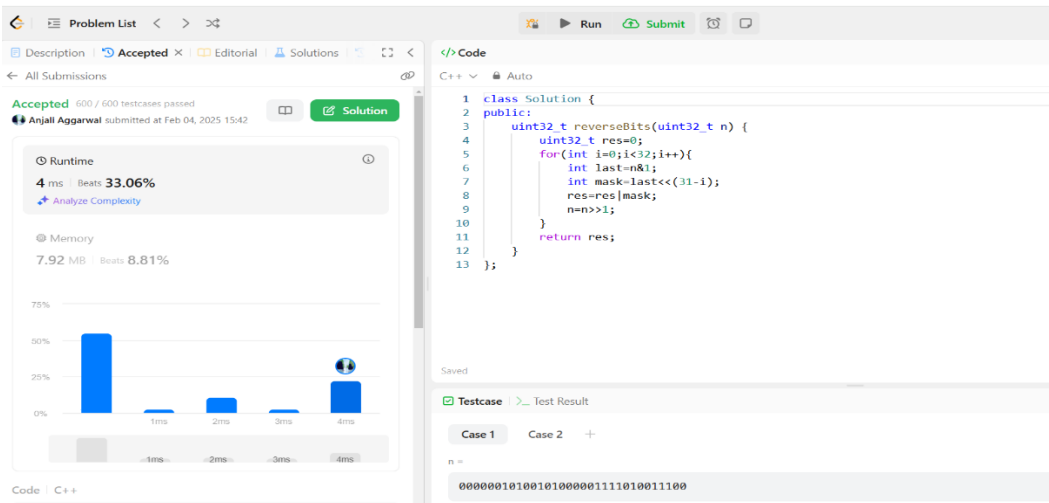 Problem List < >
Run Submit
Description | Accepted × | Editorial | Solutions
← All Submissions
Accepted 600 / 600 testcases passed
Anjali Aggarwal submitted at Feb 04, 2025 15:42
Solution
Runtime
4 ms | Beats 33.06%
Analyze Complexity
Memory
7.92 MB | Beats 8.81%
75%
50%
25%
0%
1ms 2ms 3ms 4ms
1ms 2ms 3ms 4ms
Code | C++
</> Code
C++ Auto
1 class Solution {
2 public:
3 uint32_t reverseBits(uint32_t n) {
4 uint32_t res=0;
5 for(int i=0;i<32;i++){
6 int last=n&1;
7 int mask=last<<(31-i);
8 res=res|mask;
9 n=n>>1;
10 }
11 return res;
12 }
13 };
Saved
Testcase | >_ Test Result
Case 1 Case 2 +
n =
00000010100101000001111010011100